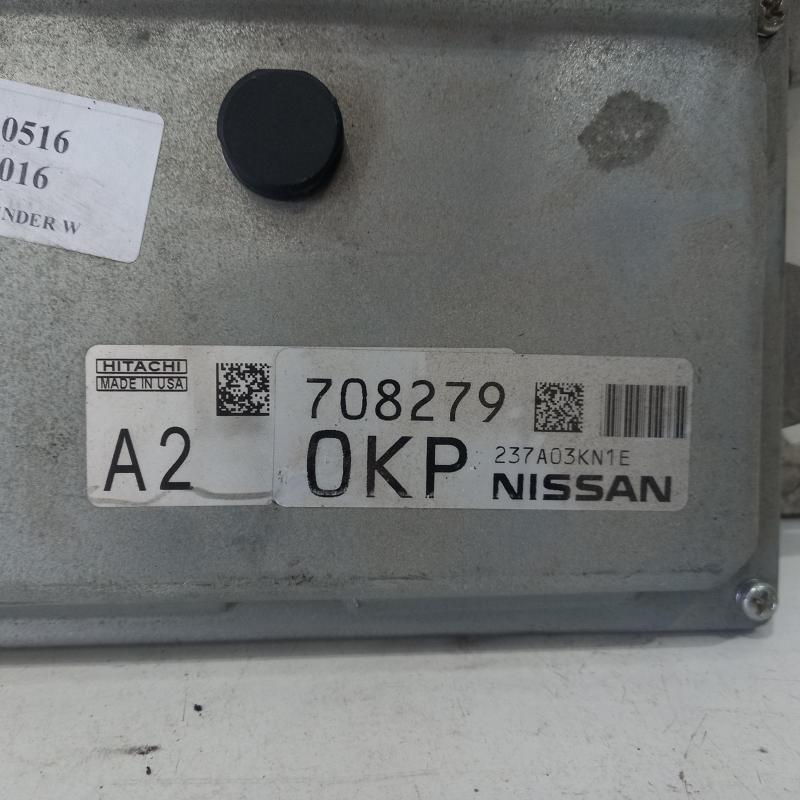 0516
016
NDER W
HITACHI
MADE IN USA
A2
708279
0KP
237A03KN1E
NISSAN